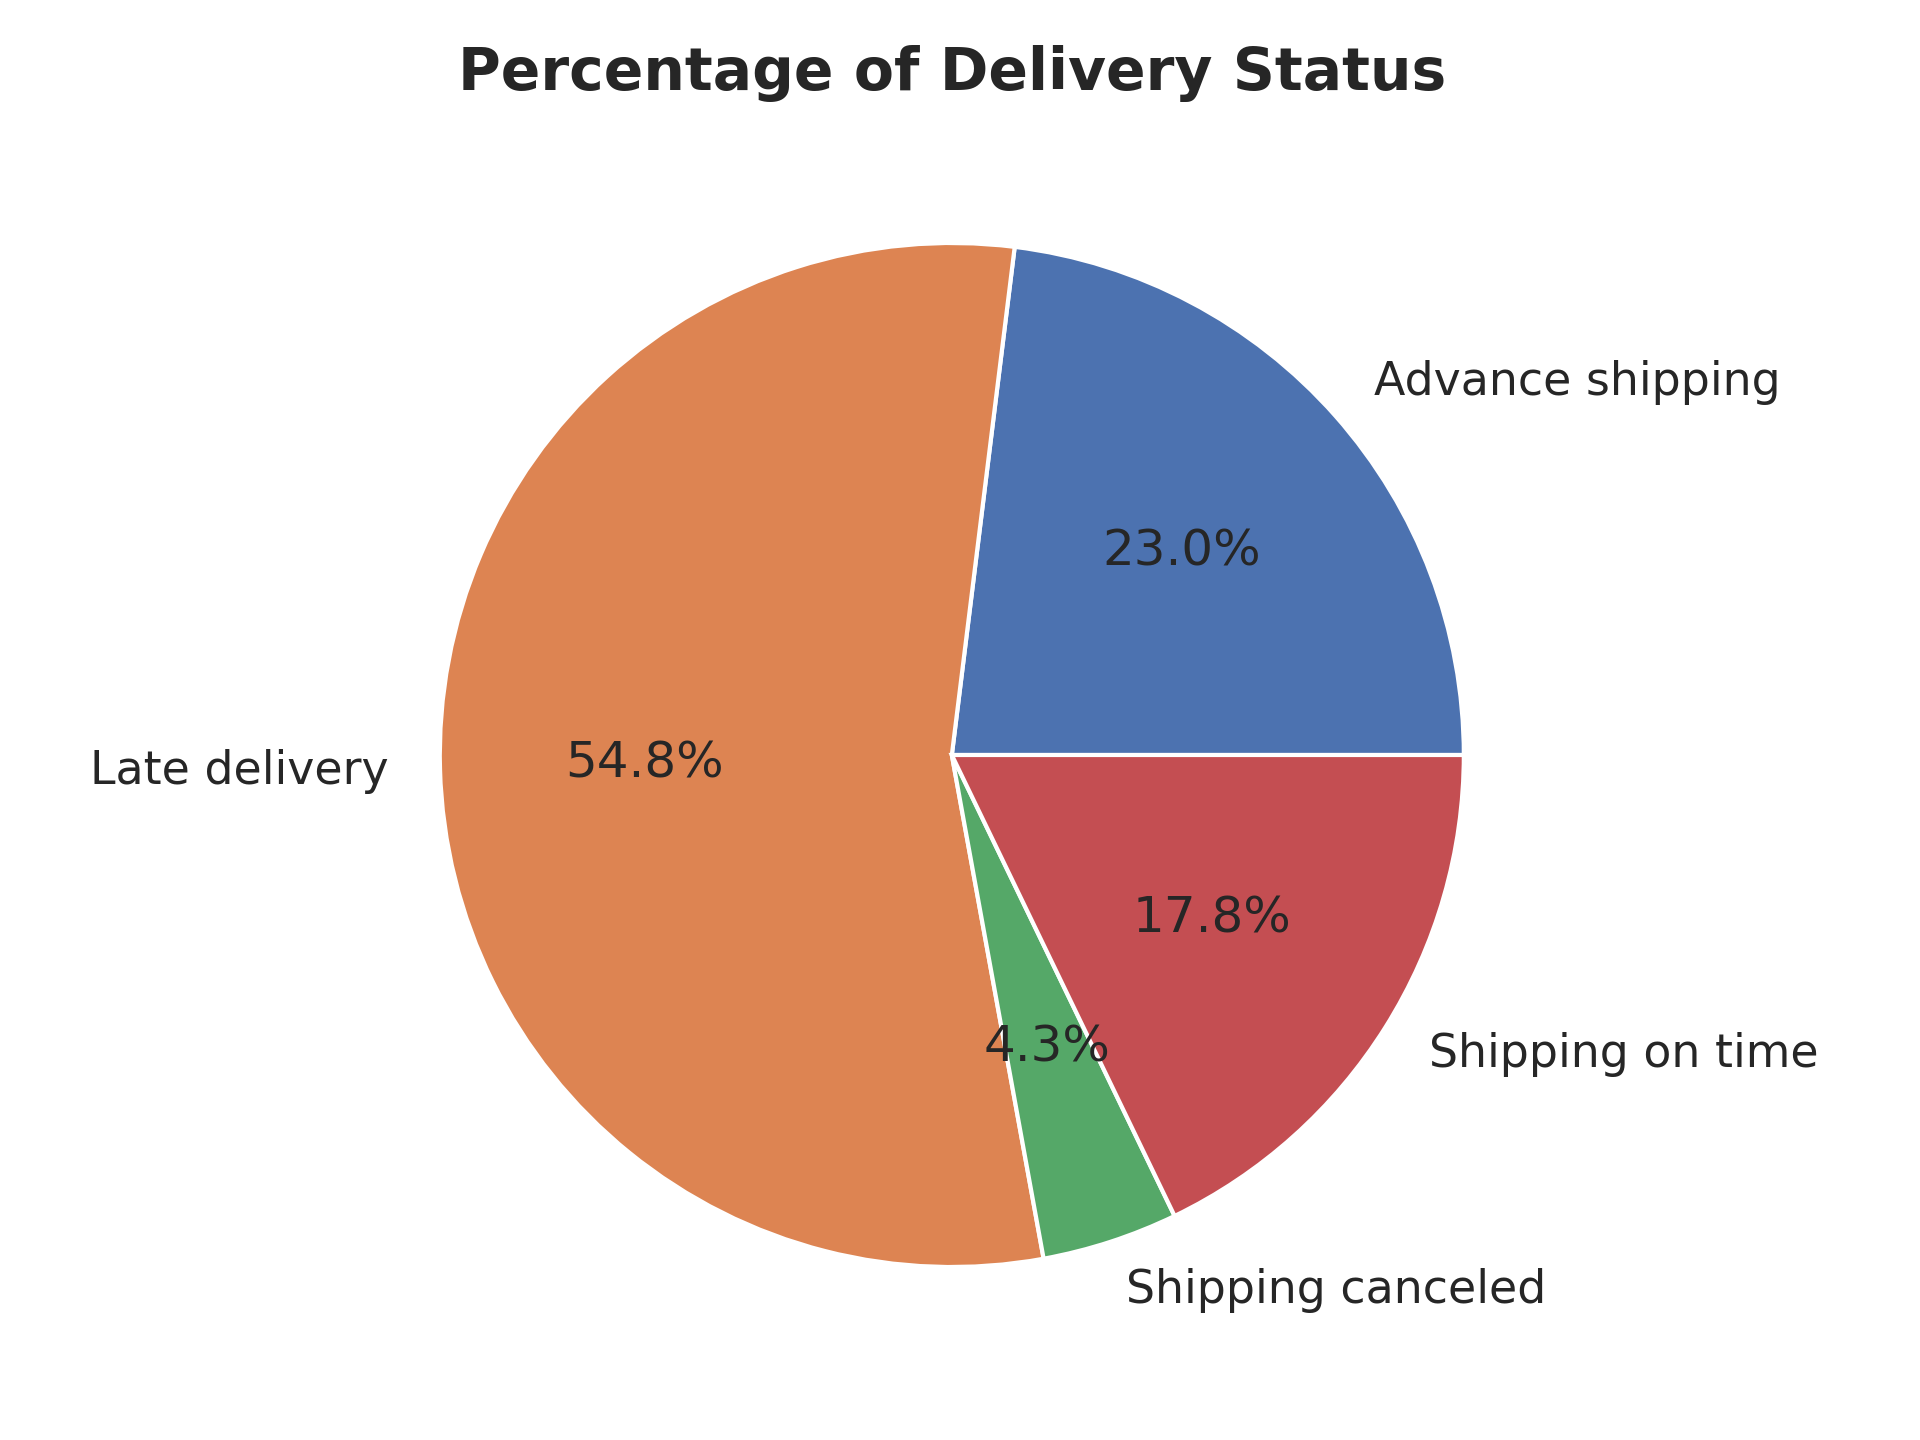 Percentage of Delivery Status
Advance shipping
23.0%
Late delivery
54.8%
17.8%
Shipping on time
4.3%
Shipping canceled